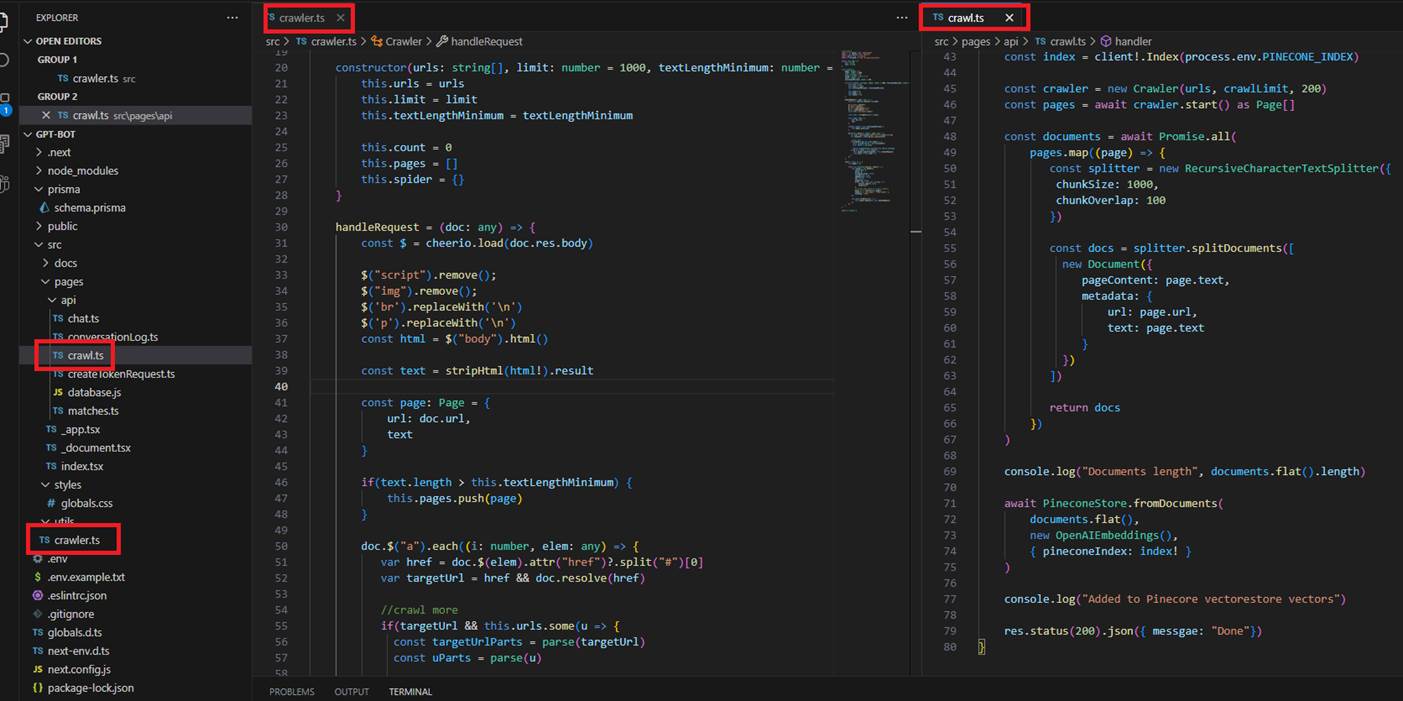 EXPLORER
OPEN EDITORS
GROUP 1
TS crawler.ts src
GROUP 2
TS crawl.ts src\pages\api
GPT-BOT
.next
node_modules
prisma
schema.prisma
public
src
docs
pages
api
TS chat.ts
TS conversationLog.ts
TS crawl.ts
TS createTokenRequest.ts
JS database.js
TS matches.ts
TS _app.tsx
TS _document.tsx
TS index.tsx
styles
# globals.css
utils
TS crawler.ts
.env
$ .env.example.txt
.eslintrc.json
.gitignore
TS globals.d.ts
TS next-env.d.ts
JS next.config.js
{} package-lock.json
1
TS crawler.ts
src > TS crawler.ts > Crawler > handleRequest
19
20 constructor(urls: string[], limit: number = 1000, textLengthMinimum: number =
21 this.urls = urls
22 this.limit = limit
23 this.textLengthMinimum = textLengthMinimum
24
25 this.count = 0
26 this.pages = []
27 this.spider = {}
28 }
29
30 handleRequest = (doc: any) => {
31 const $ = cheerio.load(doc.res.body)
32
33 $("script").remove();
34 $("img").remove();
35 $('br').replaceWith('\n')
36 $('p').replaceWith('\n')
37 const html = $("body").html()
38
39 const text = stripHtml(html!).result
40
41 const page: Page = {
42 url: doc.url,
43 text
44 }
45
46 if(text.length > this.textLengthMinimum) {
47 this.pages.push(page)
48 }
49
50 doc.$("a").each((i: number, elem: any) => {
51 var href = doc.$(elem).attr("href")?.split("#")[0]
52 var targetUrl = href && doc.resolve(href)
53
54 //crawl more
55 if(targetUrl && this.urls.some(u => {
56 const targetUrlParts = parse(targetUrl)
57 const uParts = parse(u)
58
PROBLEMS OUTPUT TERMINAL
TS crawl.ts
src > pages > api > TS crawl.ts > handler
43 const index = client!.Index(process.env.PINECONE_INDEX)
44
45 const crawler = new Crawler(urls, crawlLimit, 200)
46 const pages = await crawler.start() as Page[]
47
48 const documents = await Promise.all(
49 pages.map((page) => {
50 const splitter = new RecursiveCharacterTextSplitter({
51 chunkSize: 1000,
52 chunkOverlap: 100
53 })
54
55 const docs = splitter.splitDocuments([
56 new Document({
57 pageContent: page.text,
58 metadata: {
59 url: page.url,
60 text: page.text
61 }
62 })
63 ])
64
65 return docs
66 })
67 )
68
69 console.log("Documents length", documents.flat().length)
70
71 await PineconeStore.fromDocuments(
72 documents.flat(),
73 new OpenAIEmbeddings(),
74 { pineconeIndex: index! }
75 )
76
77 console.log("Added to Pinecore vectorestore vectors")
78
79 res.status(200).json({ messgae: "Done"})
80 }